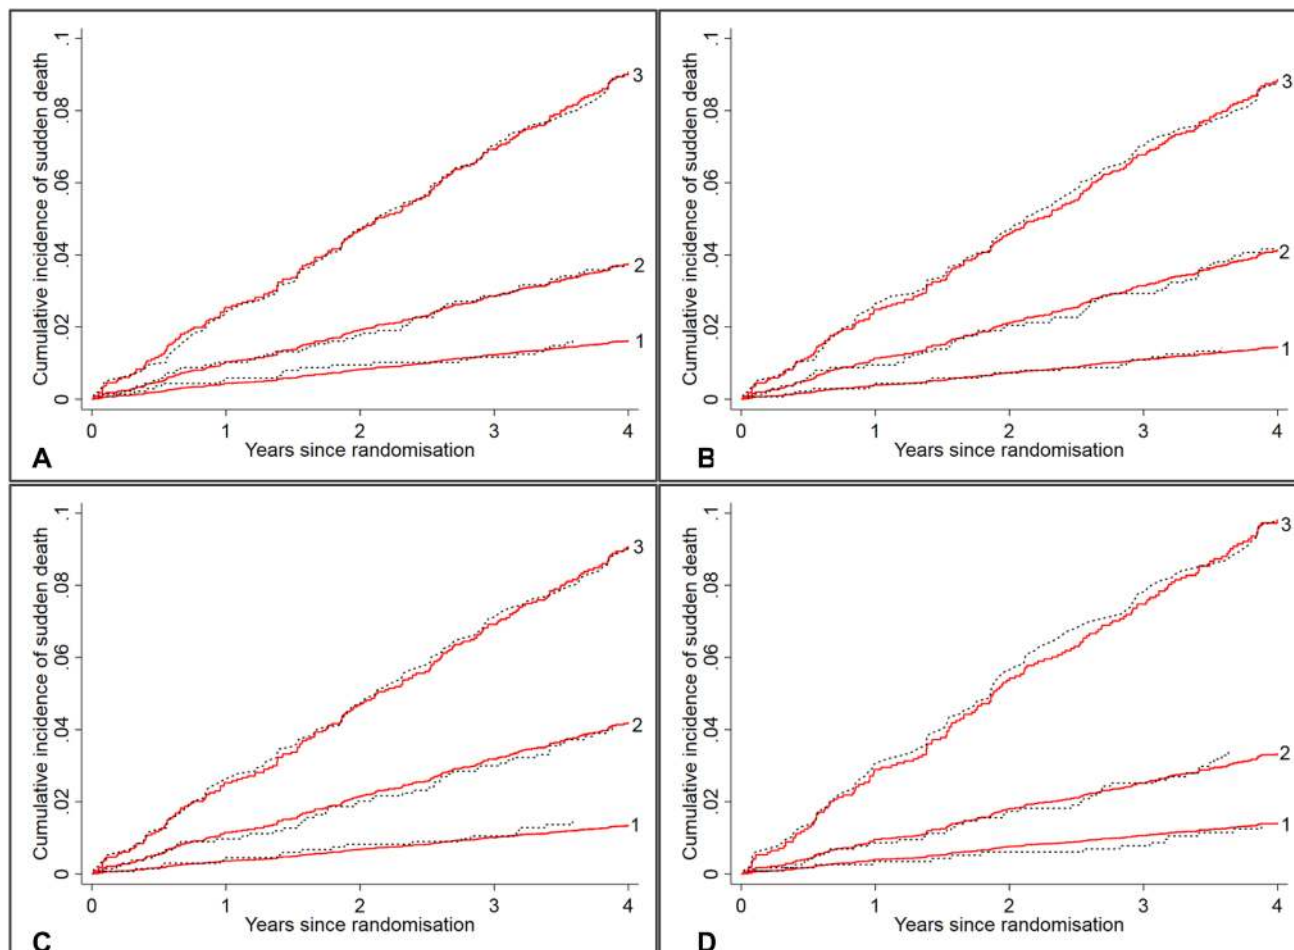 Cumulative incidence of sudden death
.1
.08
.06
.04
.02
0
3
2
1
0 1 2 3 4
Years since randomisation
A
Cumulative incidence of sudden death
.1
.08
.06
.04
.02
0
3
2
1
0 1 2 3 4
Years since randomisation
B
Cumulative incidence of sudden death
.1
.08
.06
.04
.02
0
3
2
1
0 1 2 3 4
Years since randomisation
C
Cumulative incidence of sudden death
.1
.08
.06
.04
.02
0
3
2
1
0 1 2 3 4
Years since randomisation
D